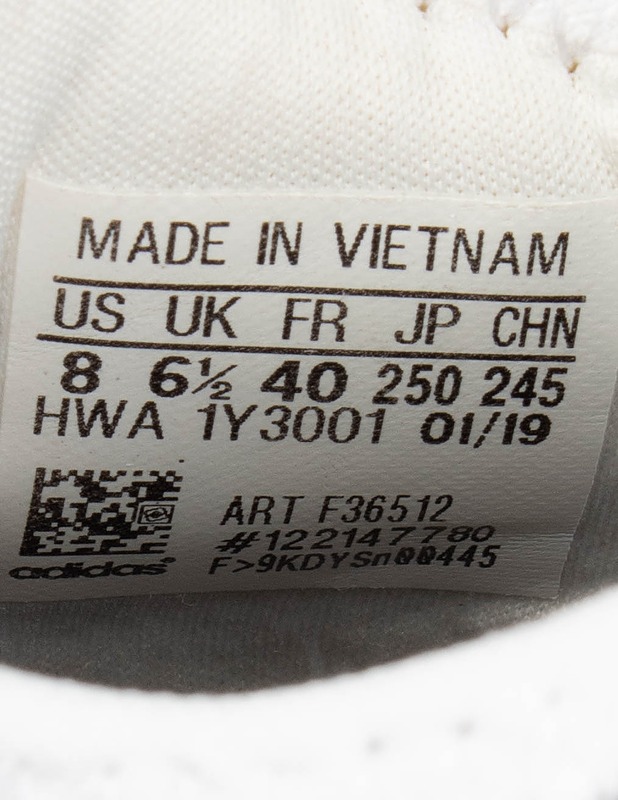 MADE IN VIETNAM
US UK FR JP CHN
8 6½ 40 250 245
HWA 1Y3001 01/19
ART F36512
#122147780
F>9KDYSn00445
adidas